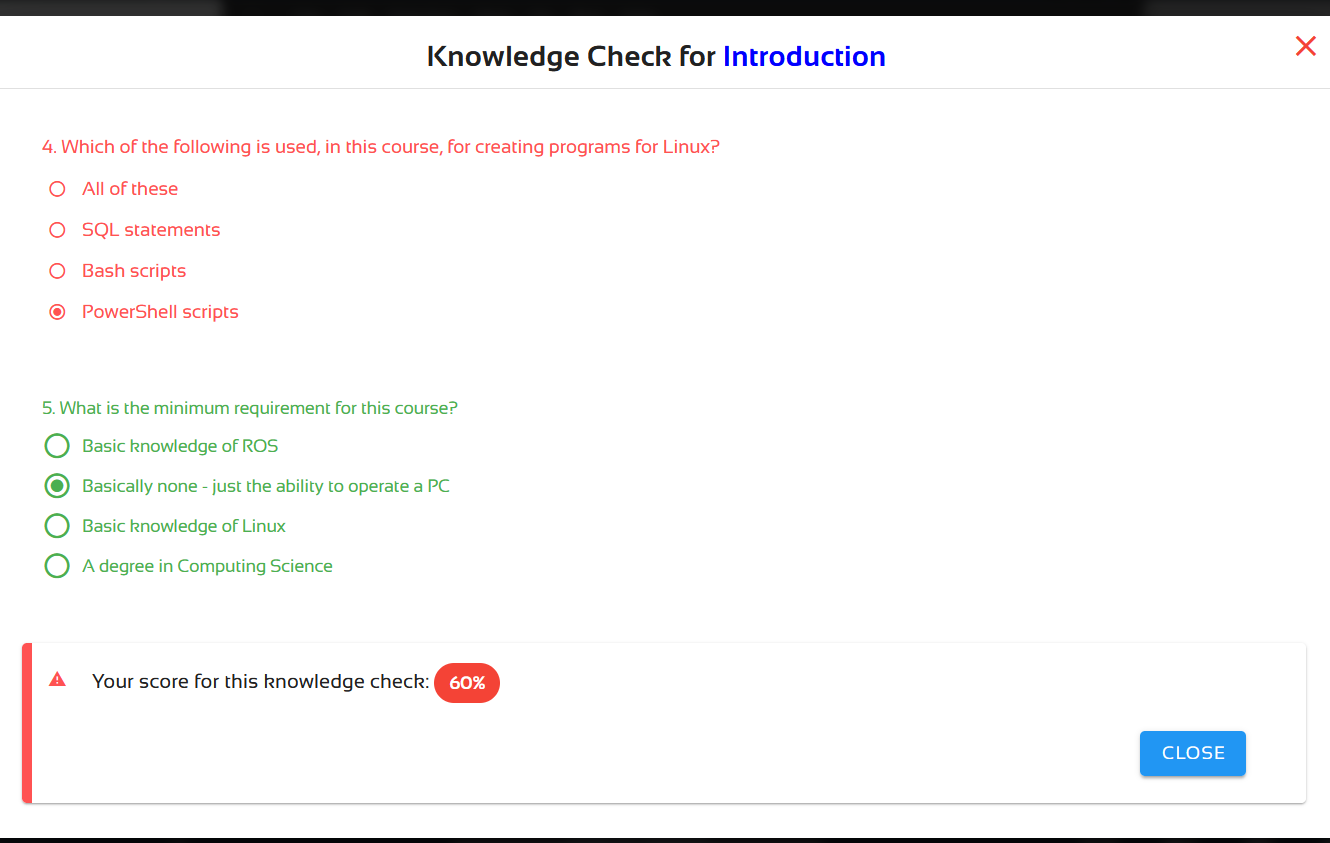 Knowledge Check for Introduction
4. Which of the following is used, in this course, for creating programs for Linux?
All of these
SQL statements
Bash scripts
PowerShell scripts
5. What is the minimum requirement for this course?
Basic knowledge of ROS
Basically none - just the ability to operate a PC
Basic knowledge of Linux
A degree in Computing Science
Your score for this knowledge check: 60%
CLOSE